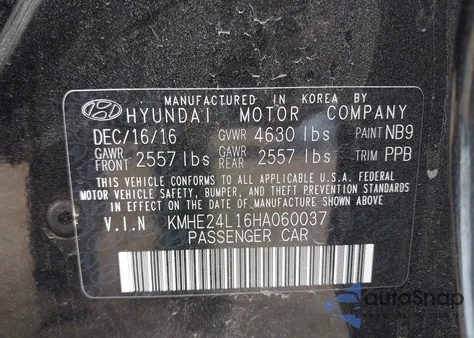 MANUFACTURED IN KOREA BY
HYUNDAI MOTOR COMPANY
DEC/16/16 GVWR 4630 lbs PAINT NB9
GAWR FRONT 2557 lbs GAWR REAR 2557 lbs TRIM PPB
THIS VEHICLE CONFORMS TO ALL APPLICABLE U.S.A. FEDERAL
MOTOR VEHICLE SAFETY, BUMPER, AND THEFT PREVENTION STANDARDS
IN EFFECT ON THE DATE OF MANUFACTURE SHOWN ABOVE.
V.I.N KMHE24L16HA060037
PASSENGER CAR
AutoSnap